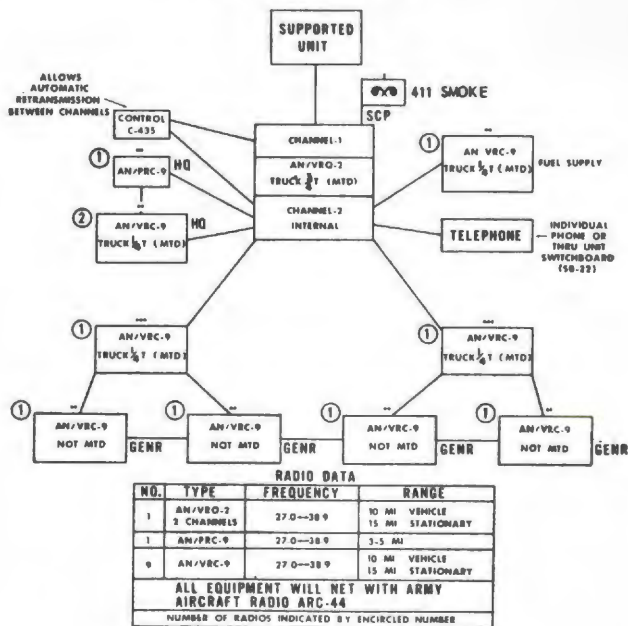 SUPPORTED
UNIT
411 SMOKE
SCP
ALLOWS
AUTOMATIC
RETRANSMISSION
BETWEEN CHANNELS
CONTROL
C-435
CHANNEL-1
AN/VRQ-2
TRUCK 3/4 T (MTD)
CHANNEL-2
INTERNAL
1
AN/PRC-9
HQ
2
AN/VRC-9
TRUCK 1/4 T (MTD)
HQ
1
AN VRC-9
TRUCK T (MTD)
FUEL SUPPLY
TELEPHONE
INDIVIDUAL
PHONE OR
THRU UNIT
SWITCHBOARD
(SB-22)
1
AN/VRC-9
TRUCK 1/4 T (MTD)
1
AN/VRC-9
TRUCK 1/4 T (MTD)
1
AN/VRC-9
NOT MTD
GENR
1
AN/VRC-9
NOT MTD
GENR
1
AN/VRC-9
NOT MTD
GENR
1
AN/VRC-9
NOT MTD
GENR
RADIO DATA
NO. TYPE FREQUENCY RANGE
1 AN/VRQ-2 2 CHANNELS 27.0—38.9 10 MI VEHICLE 15 MI STATIONARY
1 AN/PRC-9 27.0—38.9 3-5 MI
9 AN/VRC-9 27.0—38.9 10 MI VEHICLE 15 MI STATIONARY
ALL EQUIPMENT WILL NET WITH ARMY
AIRCRAFT RADIO ARC-44
NUMBER OF RADIOS INDICATED BY ENCIRCLED NUMBER